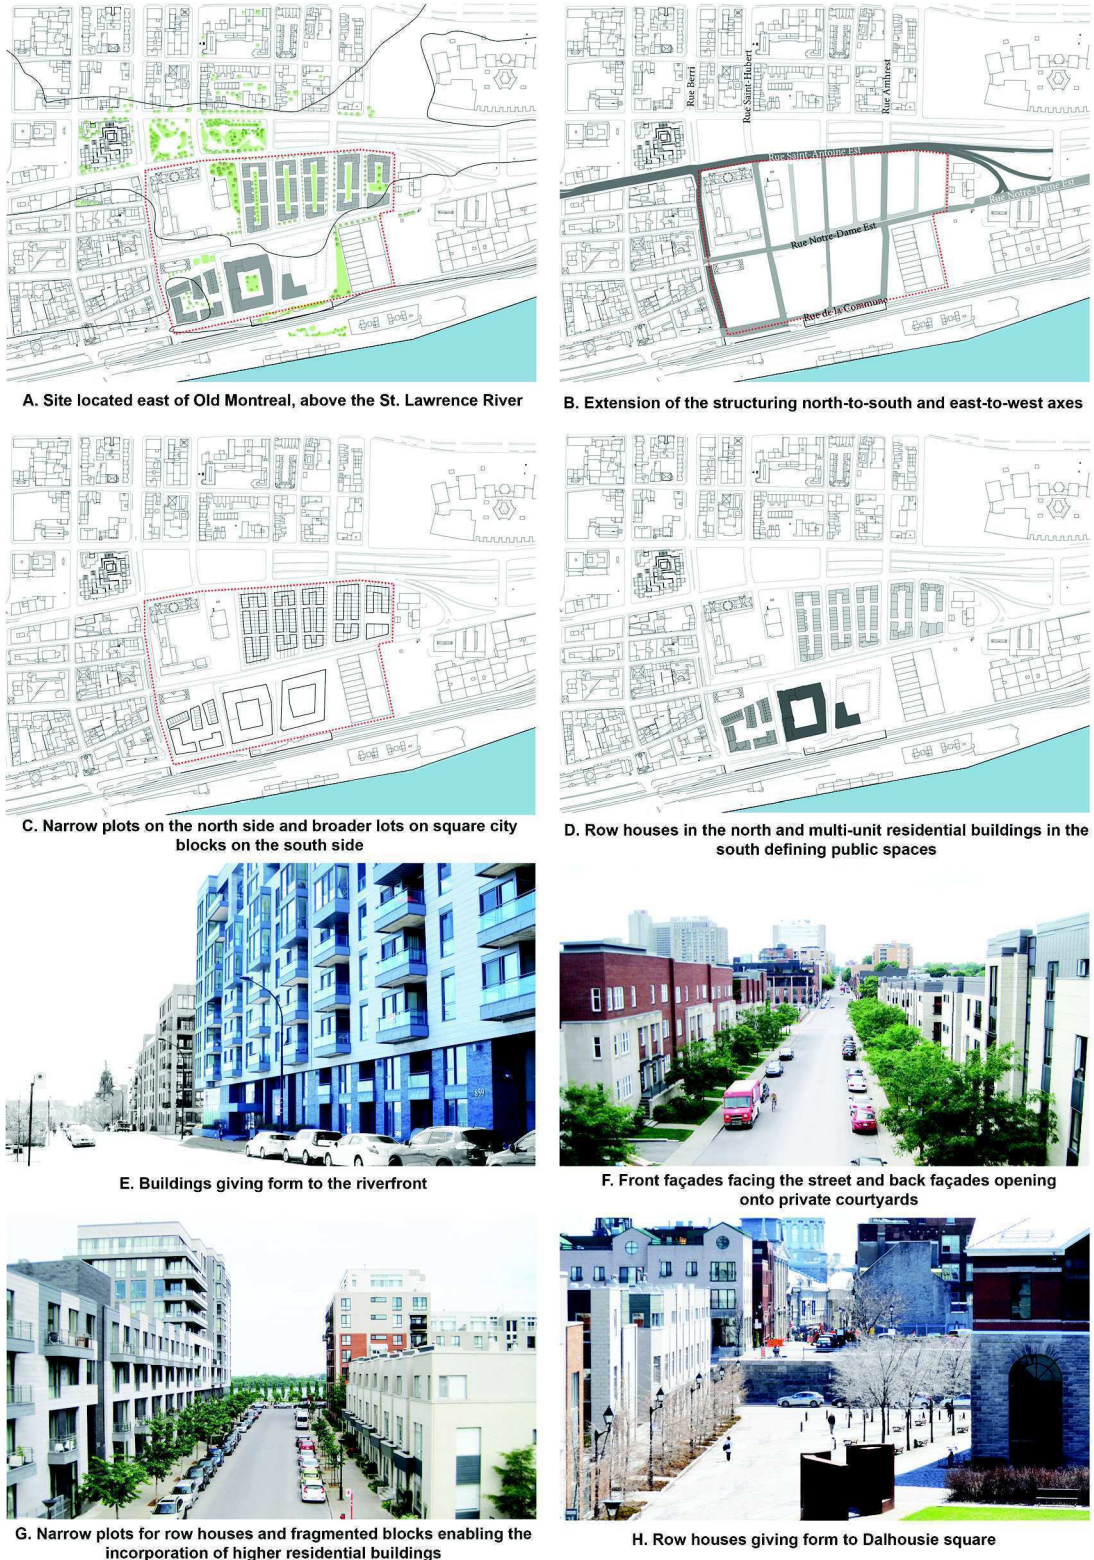 A. Site located east of Old Montreal, above the St. Lawrence River
Rue Berri
Rue Saint-Hubert
Rue Amhrest
Rue Saint-Antoine Est
Rue Notre-Dame Est
Rue Notre-Dame Est
Rue de la Commune
B. Extension of the structuring north-to-south and east-to-west axes
C. Narrow plots on the north side and broader lots on square city
blocks on the south side
D. Row houses in the north and multi-unit residential buildings in the
south defining public spaces
859
E. Buildings giving form to the riverfront
F. Front façades facing the street and back façades opening
onto private courtyards
G. Narrow plots for row houses and fragmented blocks enabling the
incorporation of higher residential buildings
H. Row houses giving form to Dalhousie square